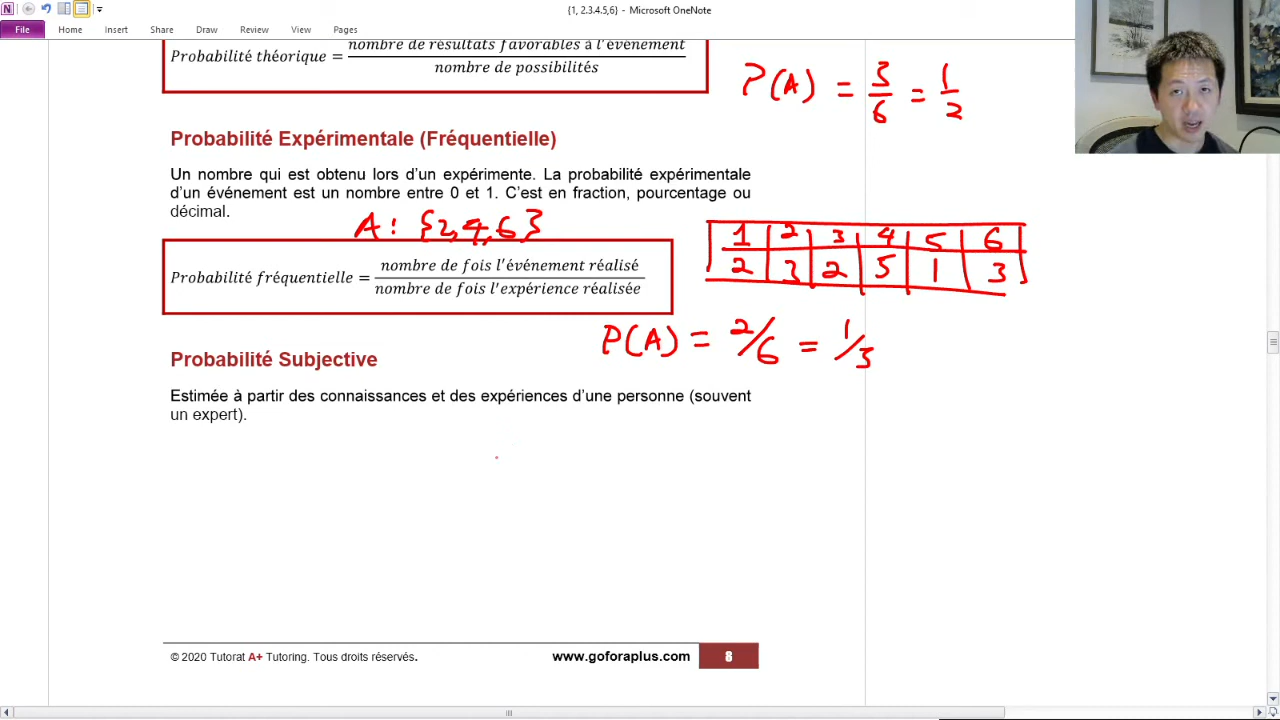 {1, 2.3.4.5,6} - Microsoft OneNote
File Home Insert Share Draw Review View Pages
Probabilité théorique = nombre de résultats favorables à l'événement
nombre de possibilités
P(A) = 3/6 = 1/2
Probabilité Expérimentale (Fréquentielle)
Un nombre qui est obtenu lors d'un expérimente. La probabilité expérimentale
d'un événement est un nombre entre 0 et 1. C'est en fraction, pourcentage ou
décimal.
A : {2,4,6}
1 2 3 4 5 6
2 3 2 5 1 3
Probabilité fréquentielle = nombre de fois l'événement réalisé
nombre de fois l'expérience réalisée
P(A) = 2/6 = 1/3
Probabilité Subjective
Estimée à partir des connaissances et des expériences d'une personne (souvent
un expert).
© 2020 Tutorat A+ Tutoring. Tous droits réservés. www.goforaplus.com 8